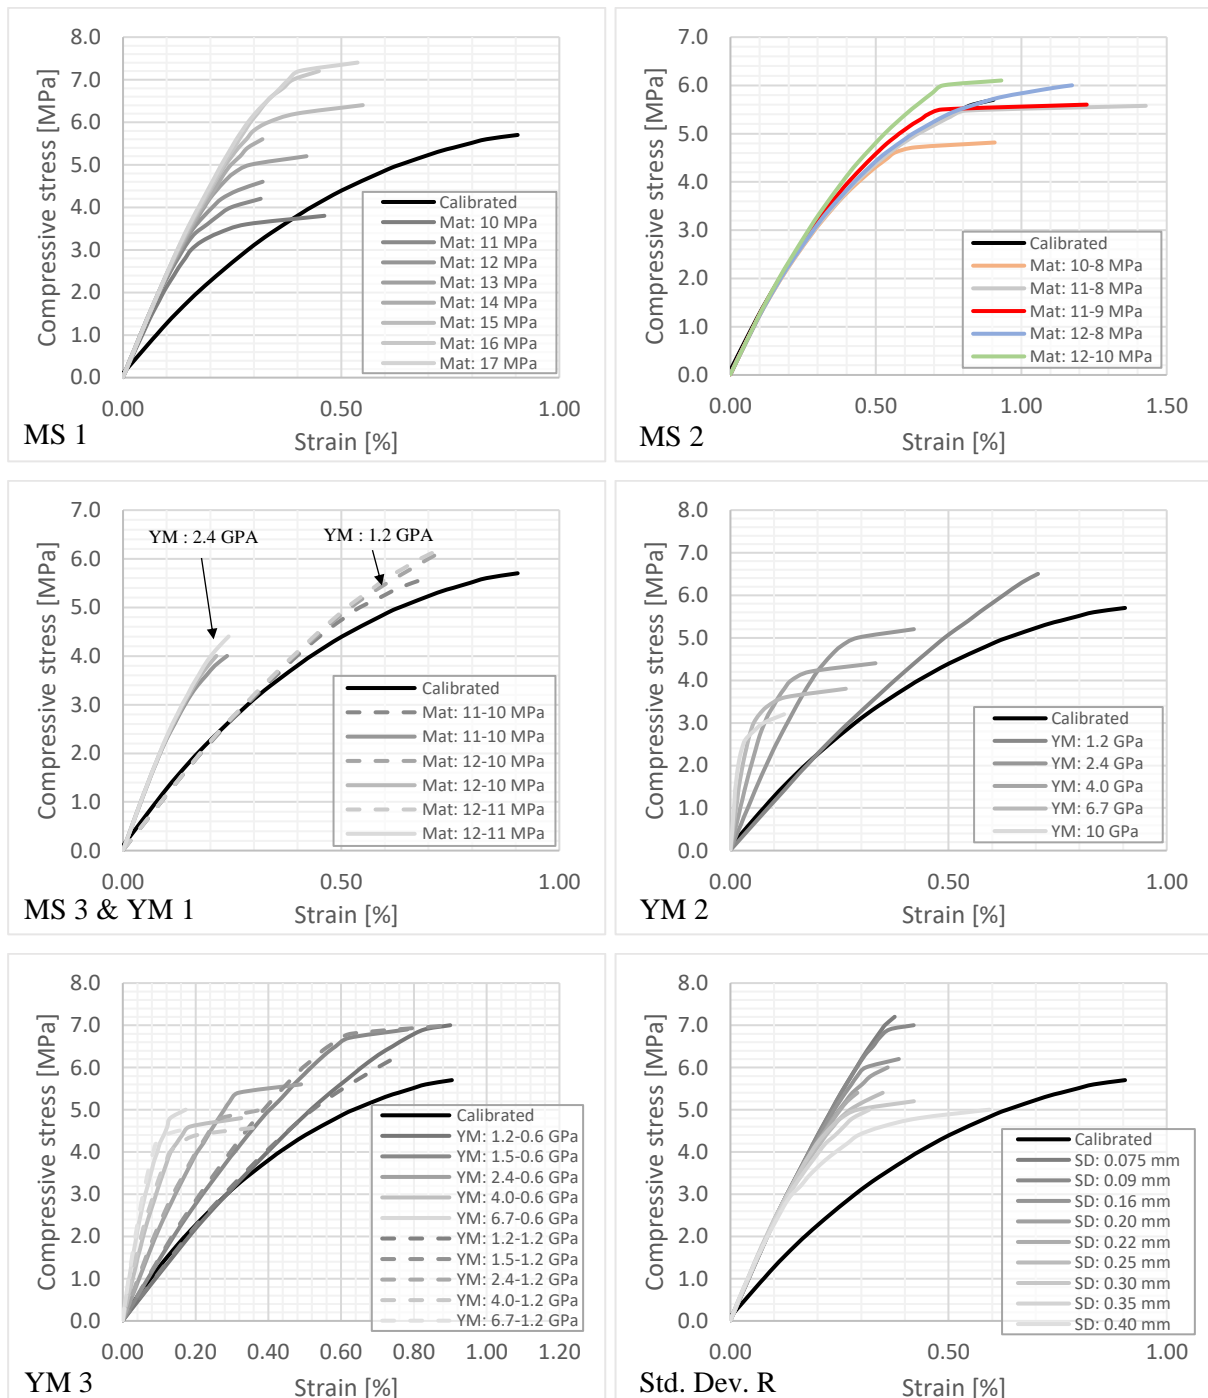 Compressive stress [MPa]
8.0
7.0
6.0
5.0
4.0
3.0
2.0
1.0
0.0
Calibrated
Mat: 10 MPa
Mat: 11 MPa
Mat: 12 MPa
Mat: 13 MPa
Mat: 14 MPa
Mat: 15 MPa
Mat: 16 MPa
Mat: 17 MPa
0.00
0.50
1.00
Strain [%]
MS 1
Compressive stress [MPa]
7.0
6.0
5.0
4.0
3.0
2.0
1.0
0.0
Calibrated
Mat: 10-8 MPa
Mat: 11-8 MPa
Mat: 11-9 MPa
Mat: 12-8 MPa
Mat: 12-10 MPa
0.00
0.50
1.00
1.50
Strain [%]
MS 2
Compressive stress [MPa]
7.0
6.0
5.0
4.0
3.0
2.0
1.0
0.0
YM : 2.4 GPA
YM : 1.2 GPA
Calibrated
Mat: 11-10 MPa
Mat: 11-10 MPa
Mat: 12-10 MPa
Mat: 12-10 MPa
Mat: 12-11 MPa
Mat: 12-11 MPa
0.00
0.50
1.00
Strain [%]
MS 3 & YM 1
Compressive stress [MPa]
8.0
7.0
6.0
5.0
4.0
3.0
2.0
1.0
0.0
Calibrated
YM: 1.2 GPa
YM: 2.4 GPa
YM: 4.0 GPa
YM: 6.7 GPa
YM: 10 GPa
0.00
0.50
1.00
Strain [%]
YM 2
Compressive stress [MPa]
8.0
7.0
6.0
5.0
4.0
3.0
2.0
1.0
0.0
Calibrated
YM: 1.2-0.6 GPa
YM: 1.5-0.6 GPa
YM: 2.4-0.6 GPa
YM: 4.0-0.6 GPa
YM: 6.7-0.6 GPa
YM: 1.2-1.2 GPa
YM: 1.5-1.2 GPa
YM: 2.4-1.2 GPa
YM: 4.0-1.2 GPa
YM: 6.7-1.2 GPa
0.00
0.20
0.40
0.60
0.80
1.00
1.20
Strain [%]
YM 3
Compressive stress [MPa]
8.0
7.0
6.0
5.0
4.0
3.0
2.0
1.0
0.0
Calibrated
SD: 0.075 mm
SD: 0.09 mm
SD: 0.16 mm
SD: 0.20 mm
SD: 0.22 mm
SD: 0.25 mm
SD: 0.30 mm
SD: 0.35 mm
SD: 0.40 mm
0.00
0.50
1.00
Strain [%]
Std. Dev. R